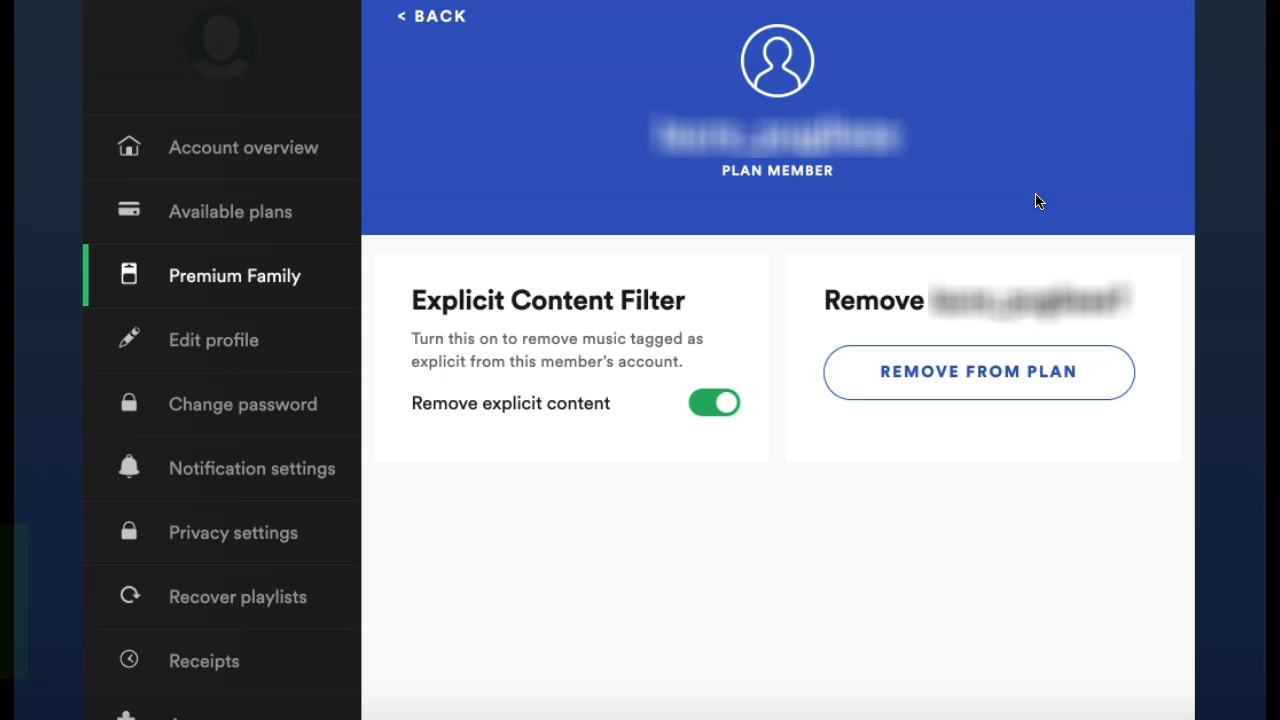 < BACK
PLAN MEMBER
Account overview
Available plans
Premium Family
Edit profile
Change password
Notification settings
Privacy settings
Recover playlists
Receipts
Explicit Content Filter
Turn this on to remove music tagged as
explicit from this member's account.
Remove explicit content
Remove
REMOVE FROM PLAN